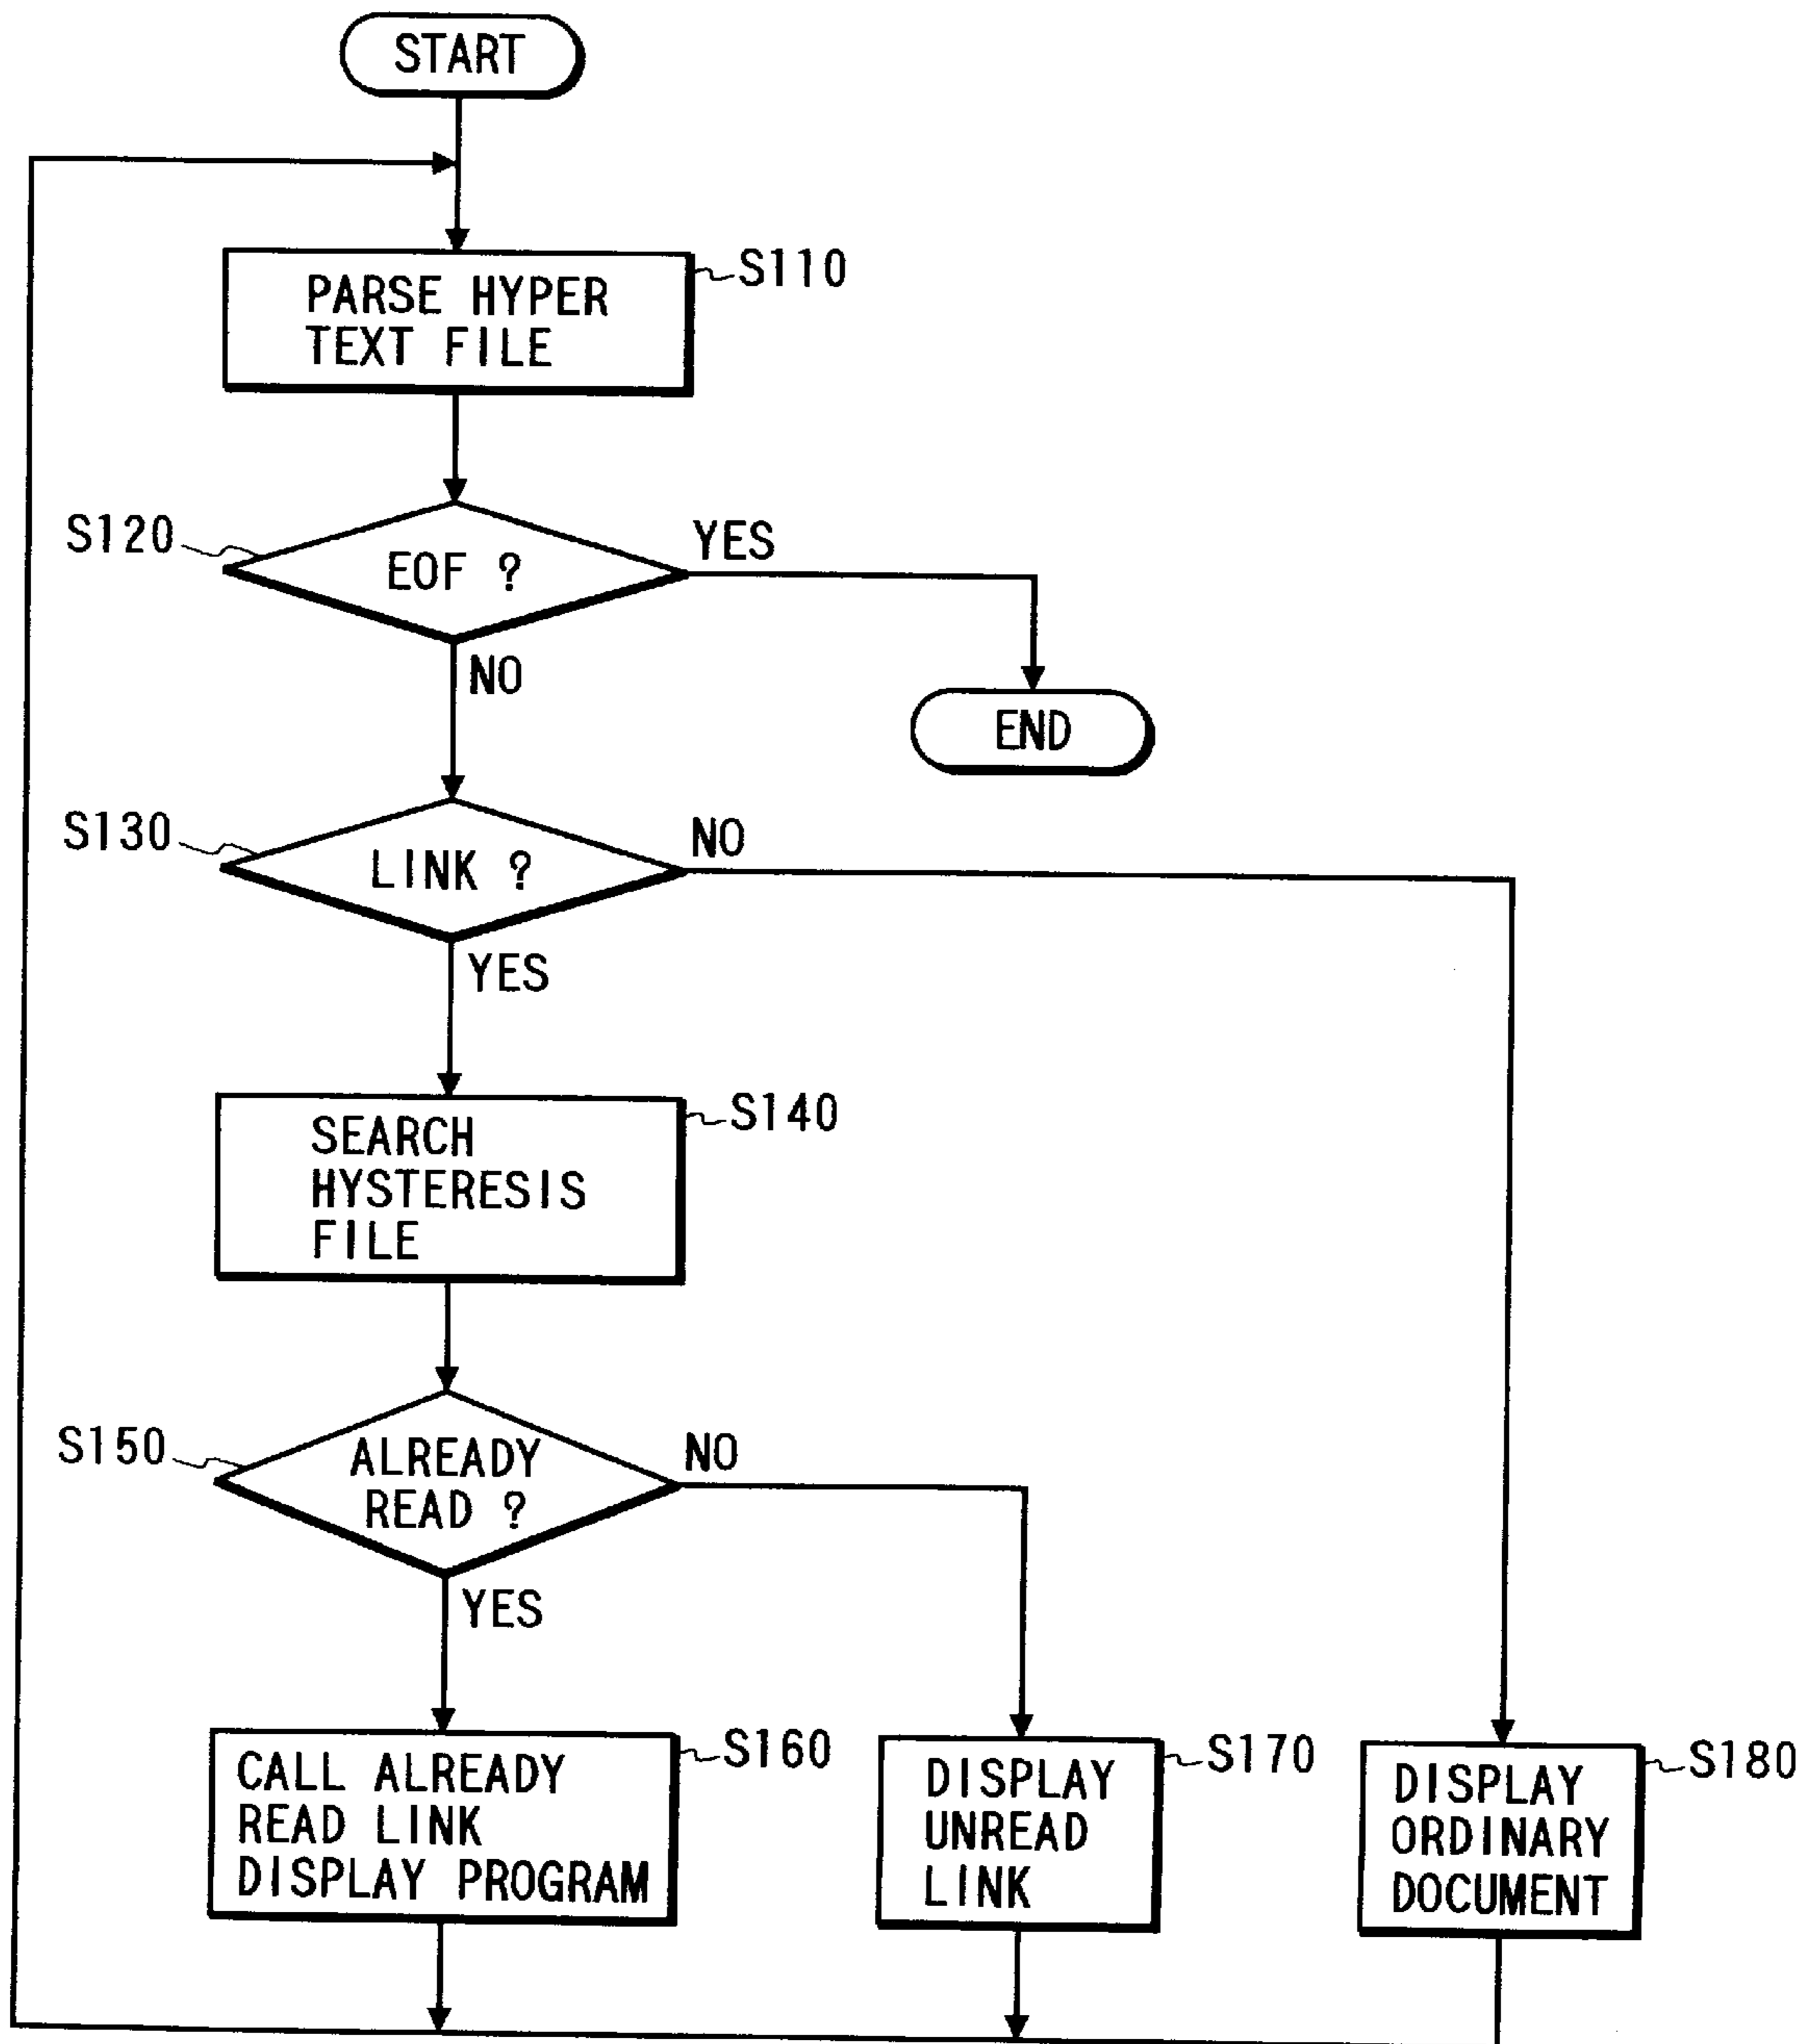 START
S110
PARSE HYPER
TEXT FILE
S120
EOF ?
YES
NO
END
S130
LINK ?
NO
YES
S140
SEARCH
HYSTERESIS
FILE
S150
ALREADY
READ ?
NO
YES
S160
CALL ALREADY
READ LINK
DISPLAY PROGRAM
S170
DISPLAY
UNREAD
LINK
S180
DISPLAY
ORDINARY
DOCUMENT